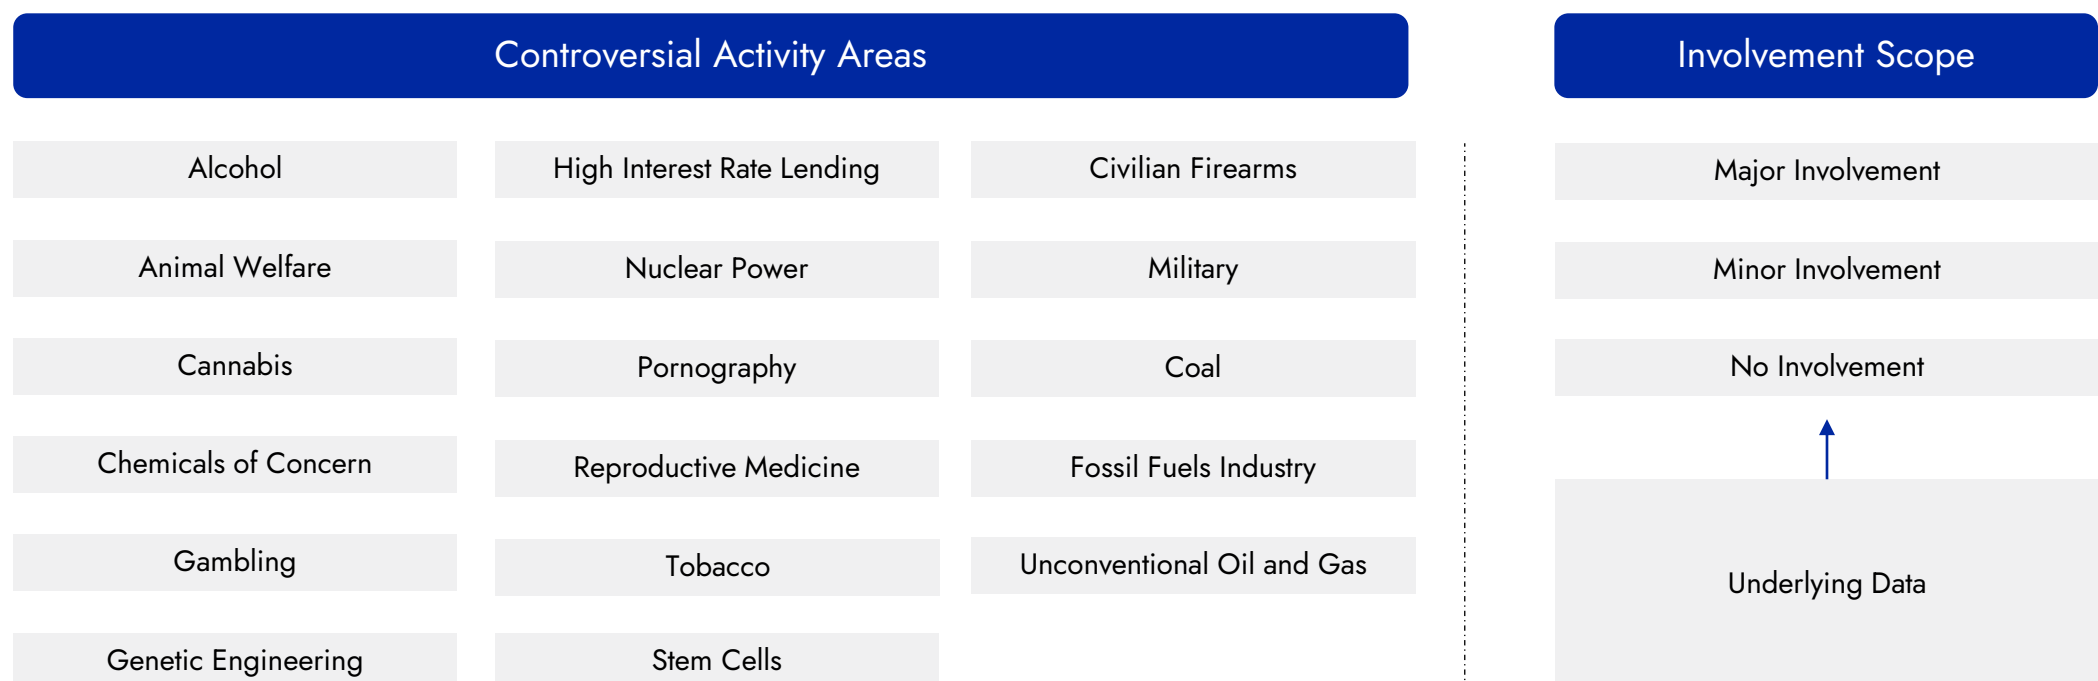 Controversial Activity Areas
Involvement Scope
Alcohol
High Interest Rate Lending
Civilian Firearms
Major Involvement
Animal Welfare
Nuclear Power
Military
Minor Involvement
Cannabis
Pornography
Coal
No Involvement
Chemicals of Concern
Reproductive Medicine
Fossil Fuels Industry
Gambling
Tobacco
Unconventional Oil and Gas
Underlying Data
Genetic Engineering
Stem Cells